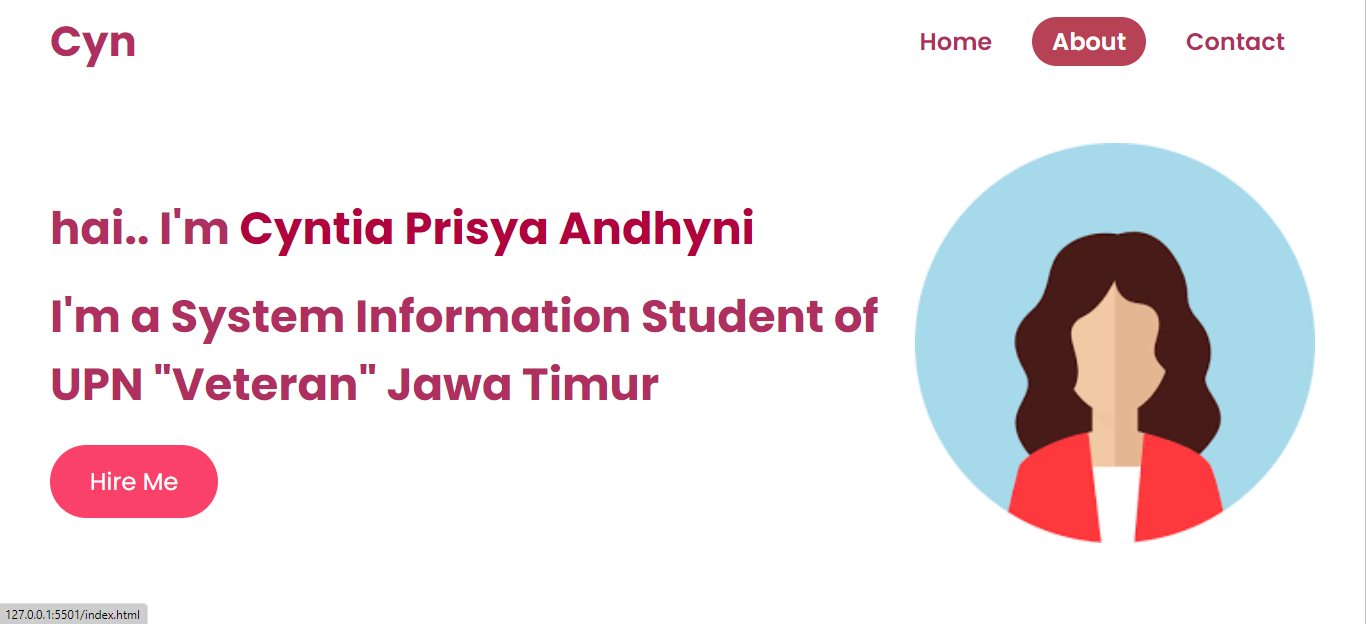 Cyn
Home
About
Contact
hai.. I'm Cyntia Prisya Andhyni
I'm a System Information Student of
UPN "Veteran" Jawa Timur
Hire Me
127.0.0.1:5501/index.html